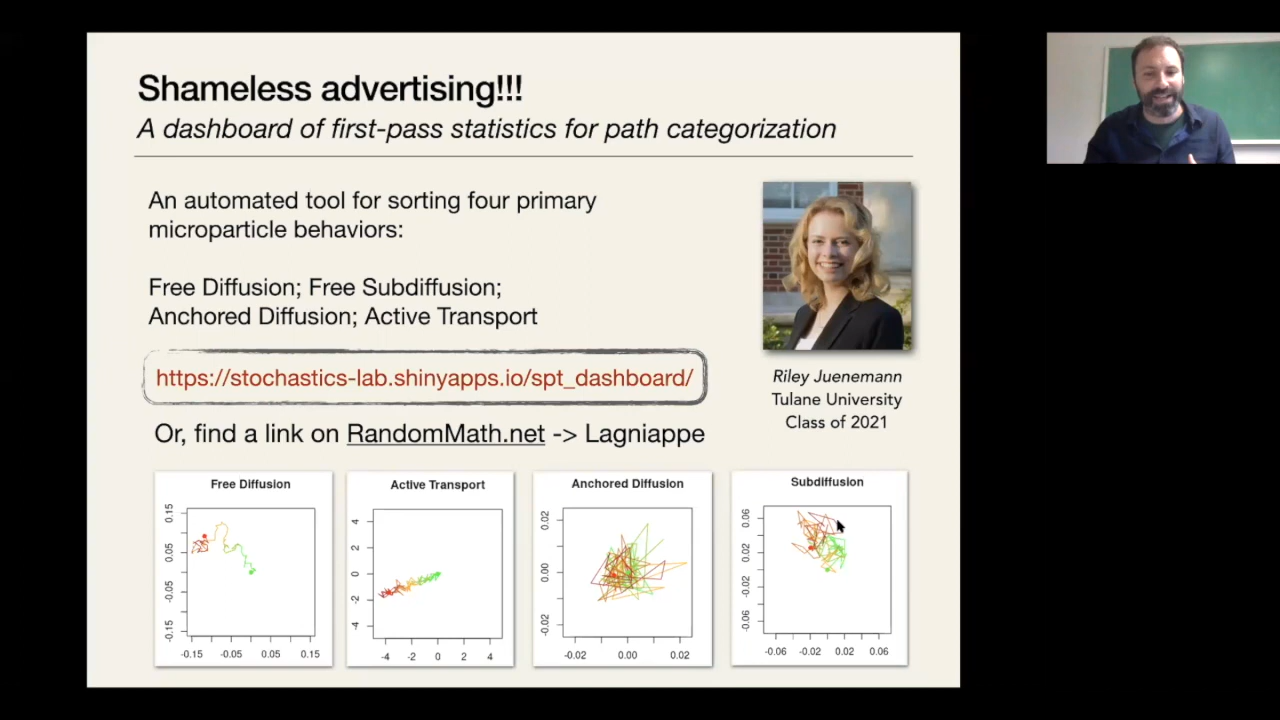 Shameless advertising!!!
A dashboard of first-pass statistics for path categorization
An automated tool for sorting four primary
microparticle behaviors:
Free Diffusion; Free Subdiffusion;
Anchored Diffusion; Active Transport
https://stochastics-lab.shinyapps.io/spt_dashboard/
Or, find a link on RandomMath.net -> Lagniappe
Riley Juenemann
Tulane University
Class of 2021
Free Diffusion
0.15
0.05
-0.05
-0.15
-0.15 -0.05 0.05 0.15
Active Transport
4
2
0
-2
-4
-4 -2 0 2 4
Anchored Diffusion
0.02
0.00
-0.02
-0.02 0.00 0.02
Subdiffusion
0.06
0.02
-0.02
-0.06
-0.06 -0.02 0.02 0.06